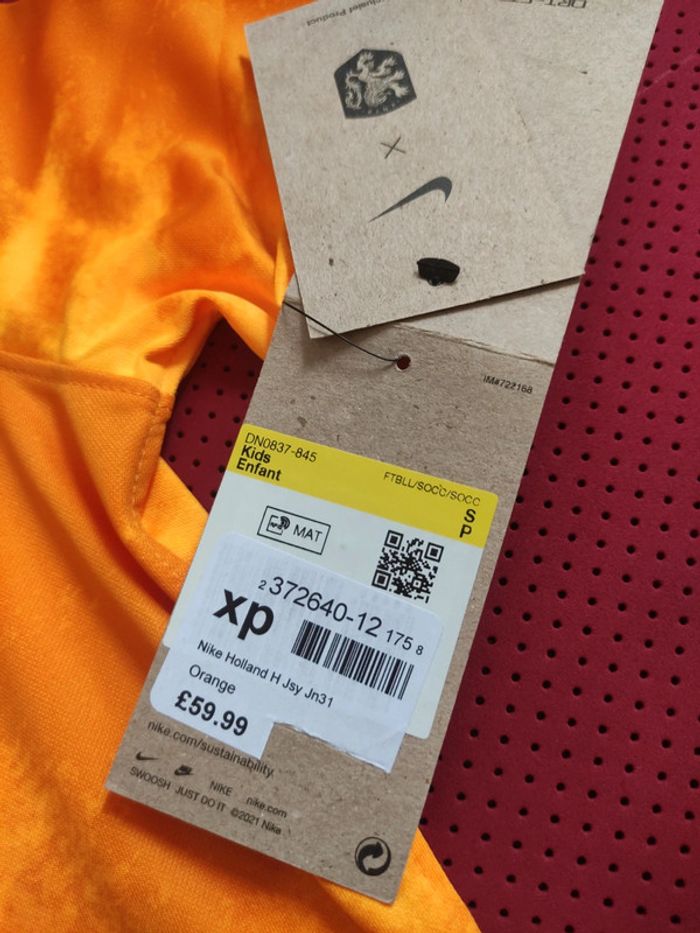 IM#722168
DN0837-845
Kids
Enfant
FTBLL/SOCC/SOCC
S
P
MAT
2 372640-12 175 8
xp
Nike Holland H Jsy Jn31
Orange
£59.99
nike.com/sustainability
NIKE nike.com
SWOOSH JUST DO IT ©2021 Nike